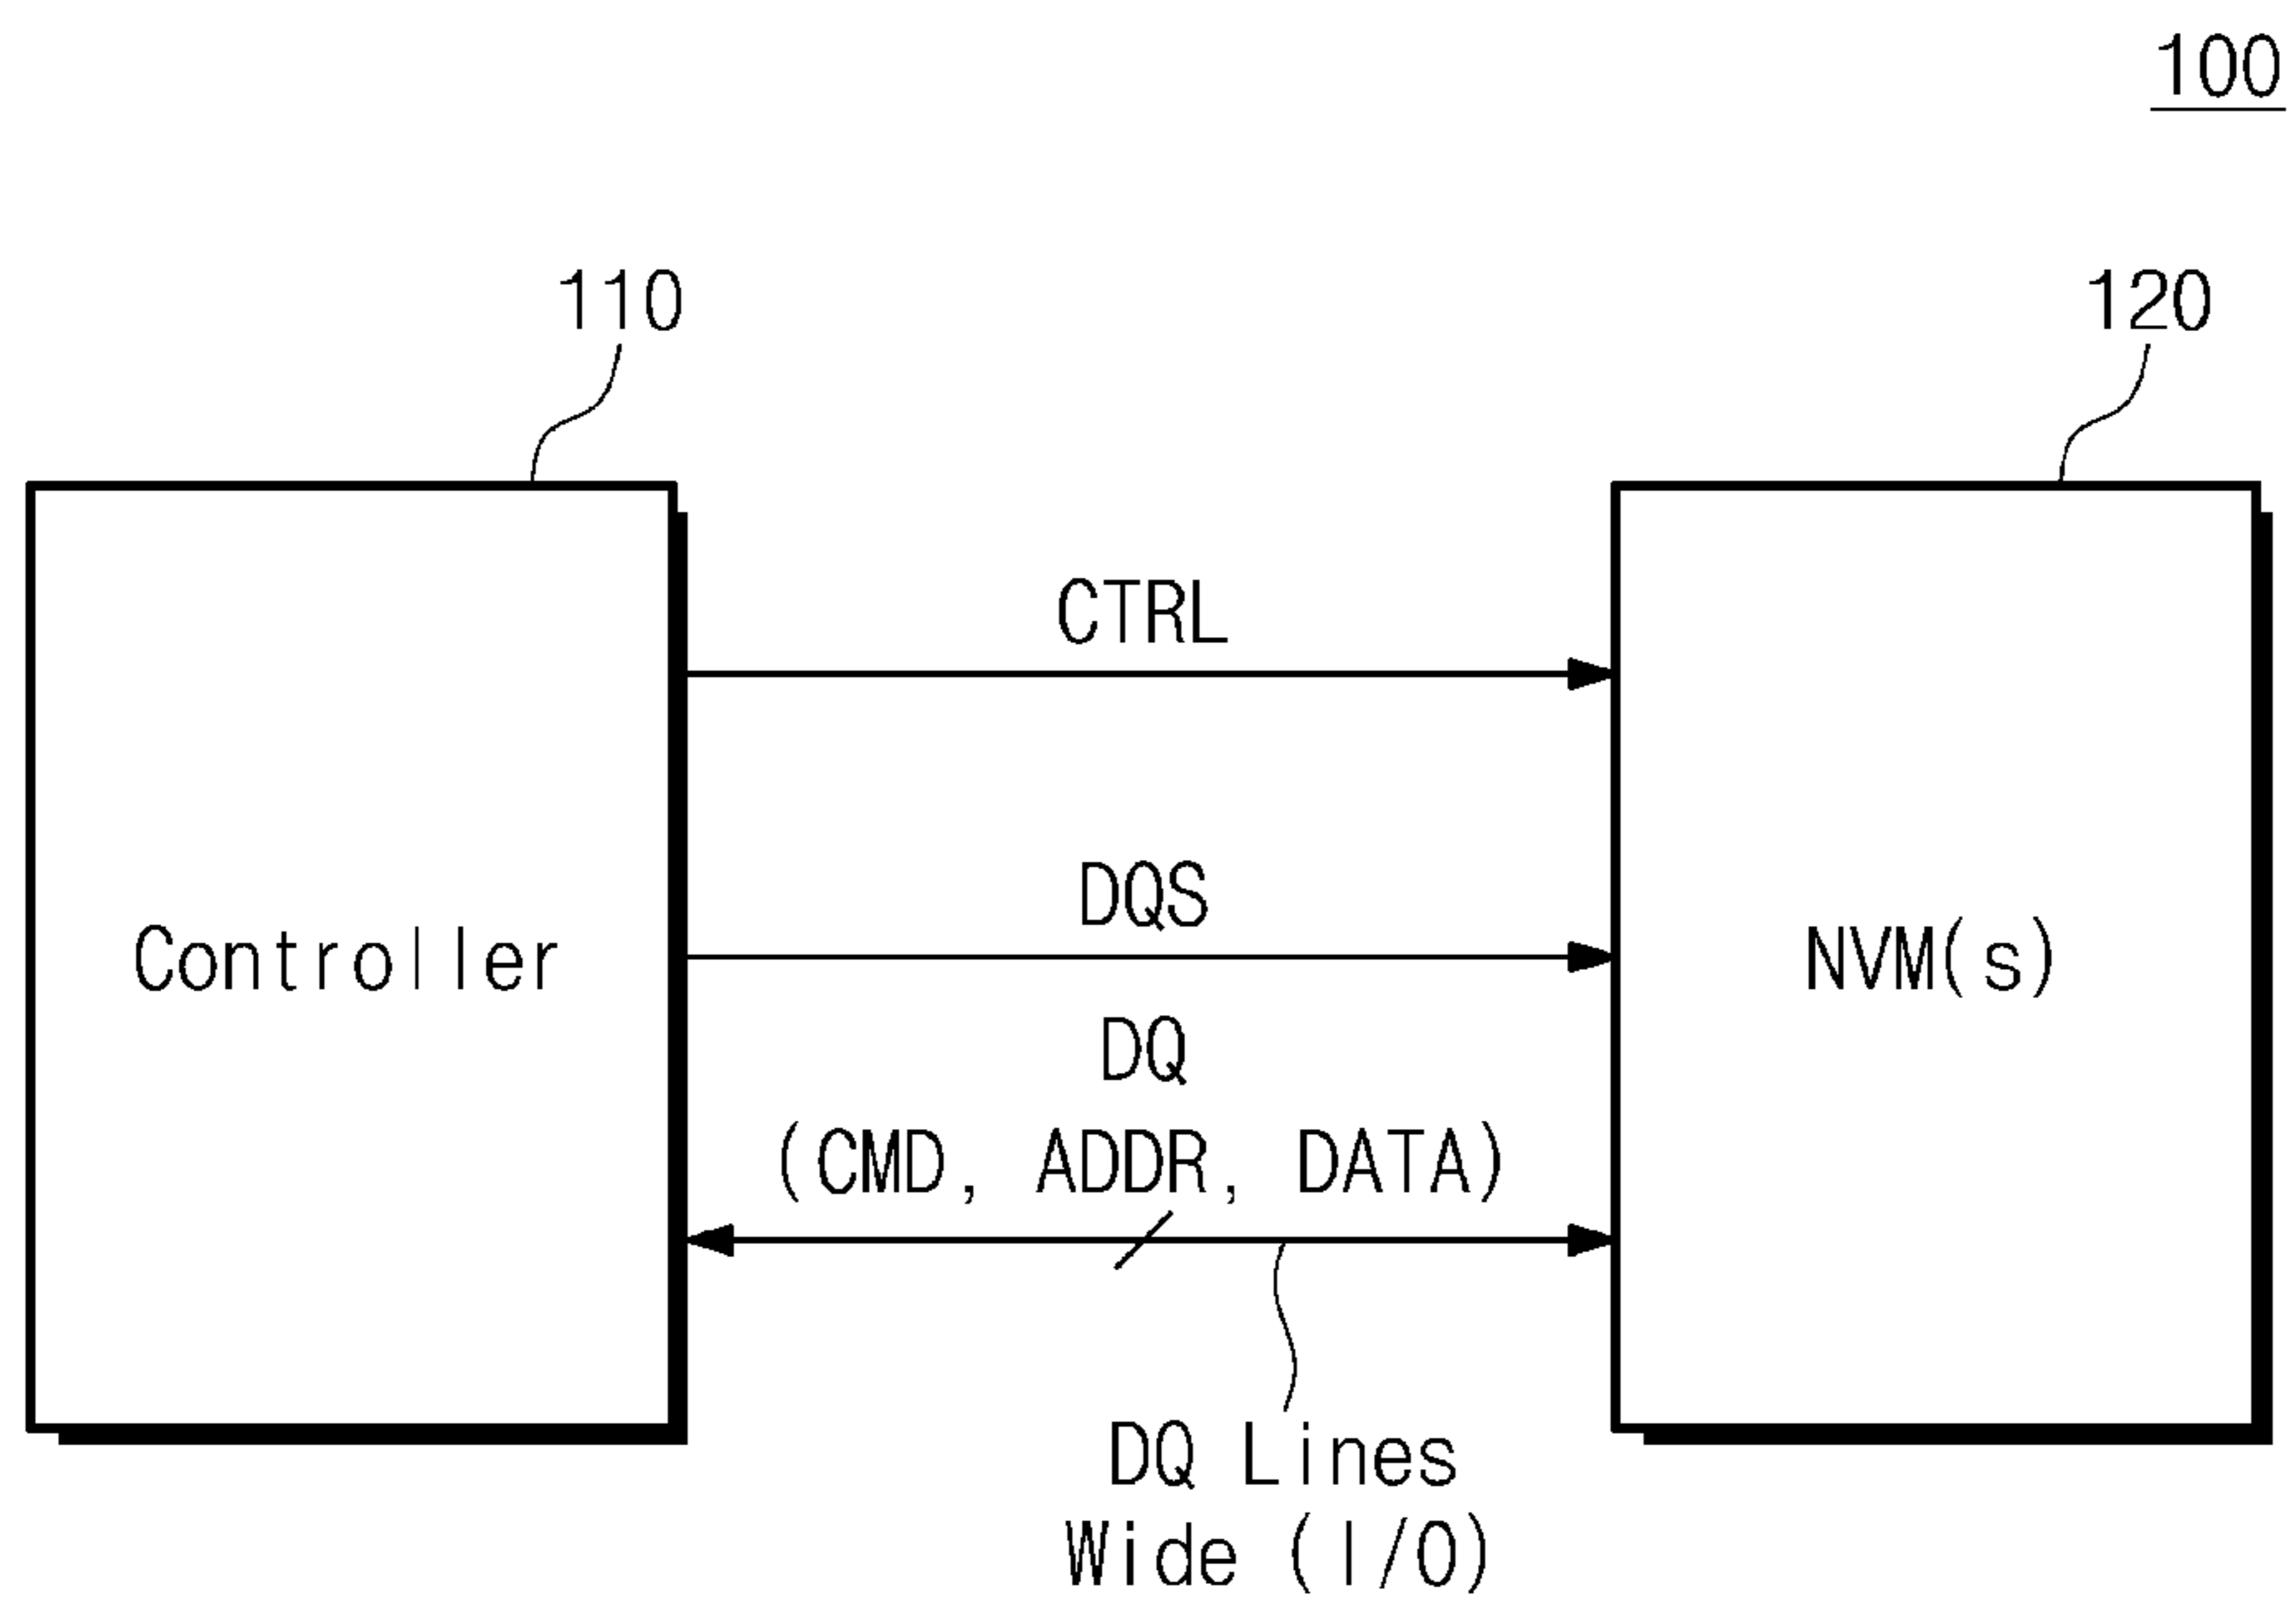 100
110
120
CTRL
DQS
Controller
NVM(s)
DQ
(CMD, ADDR, DATA)
DQ Lines
Wide (I/O)